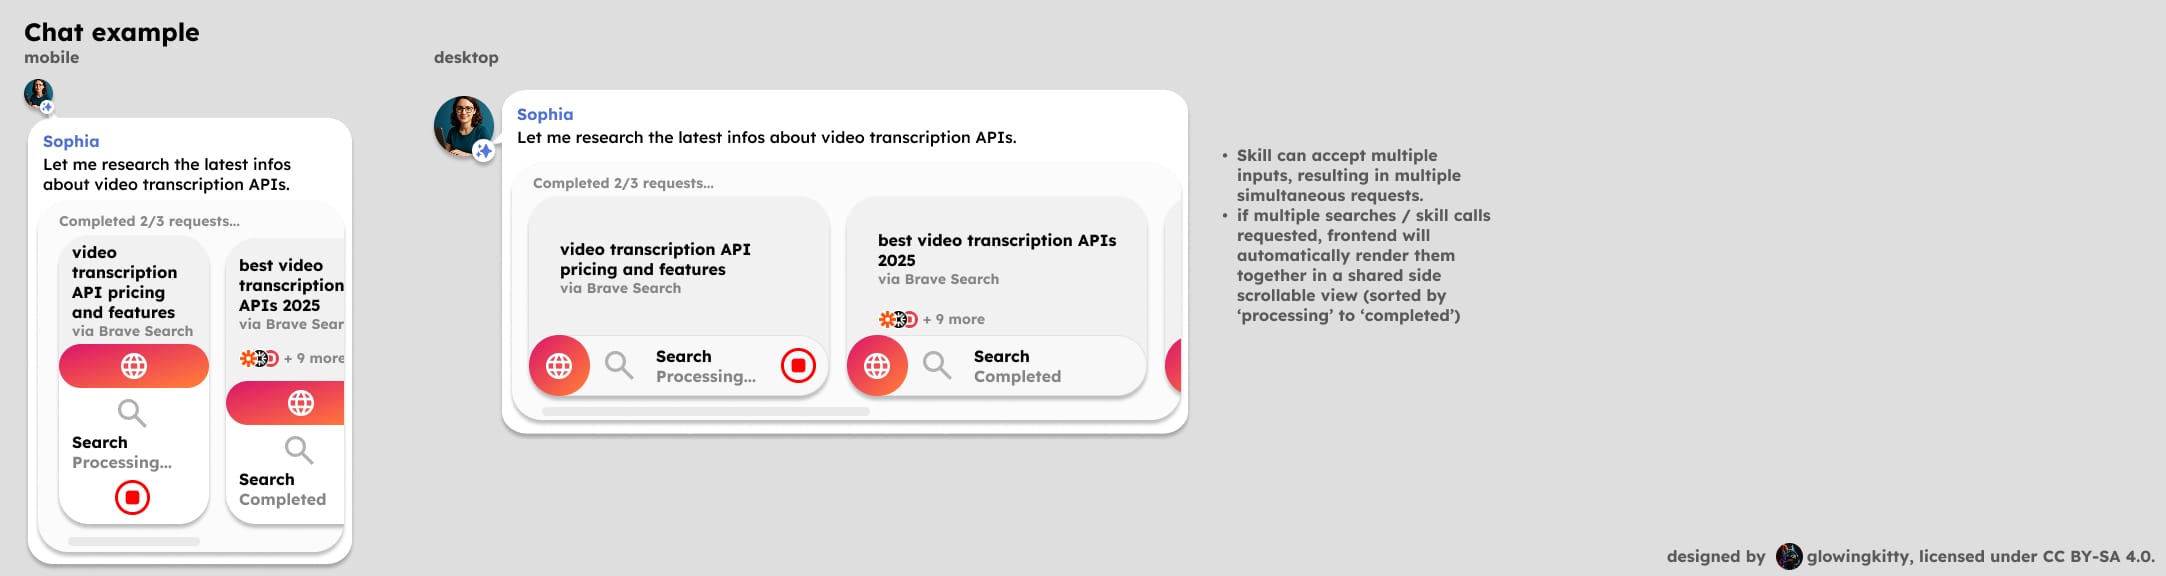 Chat example
mobile
Sophia
Let me research the latest infos
about video transcription APIs.
Completed 2/3 requests...
video
transcription
API pricing
and features
via Brave Search
Search
Processing...
best video
transcription
APIs 2025
via Brave Sear
+ 9 more
Search
Completed
desktop
Sophia
Let me research the latest infos about video transcription APIs.
Completed 2/3 requests...
video transcription API
pricing and features
via Brave Search
Search
Processing...
best video transcription APIs
2025
via Brave Search
+ 9 more
Search
Completed
• Skill can accept multiple
inputs, resulting in multiple
simultaneous requests.
• if multiple searches / skill calls
requested, frontend will
automatically render them
together in a shared side
scrollable view (sorted by
‘processing’ to ‘completed’)
designed by glowingkitty, licensed under CC BY-SA 4.0.